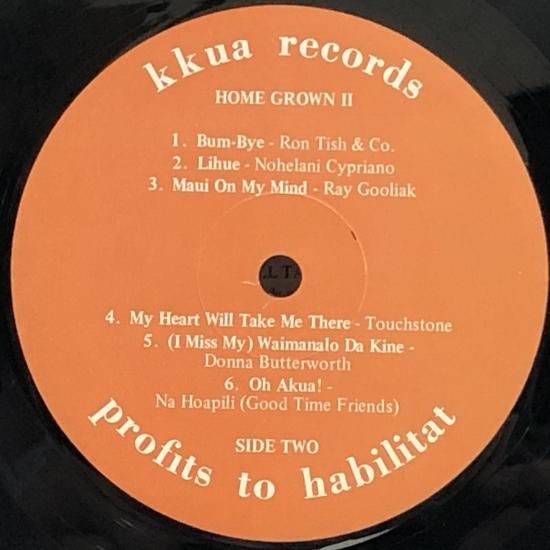 kkua records
HOME GROWN II
1. Bum-Bye - Ron Tish & Co.
2. Lihue - Nohelani Cypriano
3. Maui On My Mind - Ray Gooliak
4. My Heart Will Take Me There - Touchstone
5. (I Miss My) Waimanalo Da Kine -
Donna Butterworth
6. Oh Akua! -
Na Hoapili (Good Time Friends)
SIDE TWO
profits to habilitat